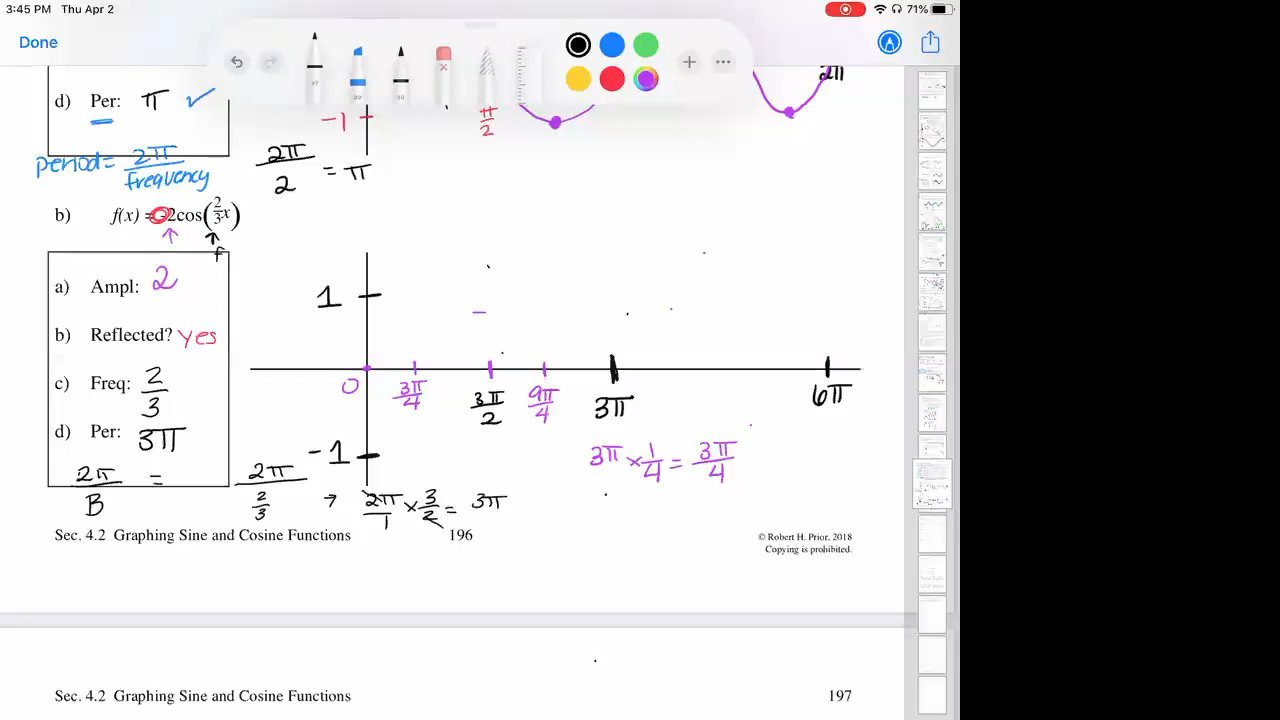 3:45 PM Thu Apr 2
71%
Done
2π
d) Per: π ✓
-1
π/2
period = 2π/frequency
2π/2 = π
b) f(x) = -2cos(2/3x)
f
a) Ampl: 2
1
b) Reflected? yes
0
3π/4
3π/2
9π/4
3π
6π
c) Freq: 2/3
d) Per: 3π
-1
3π × 1/4 = 3π/4
2π/B = 2π/(2/3) → 2π/1 × 3/2 = 3π
Sec. 4.2 Graphing Sine and Cosine Functions 196
© Robert H. Prior, 2018
Copying is prohibited.
Sec. 4.2 Graphing Sine and Cosine Functions 197